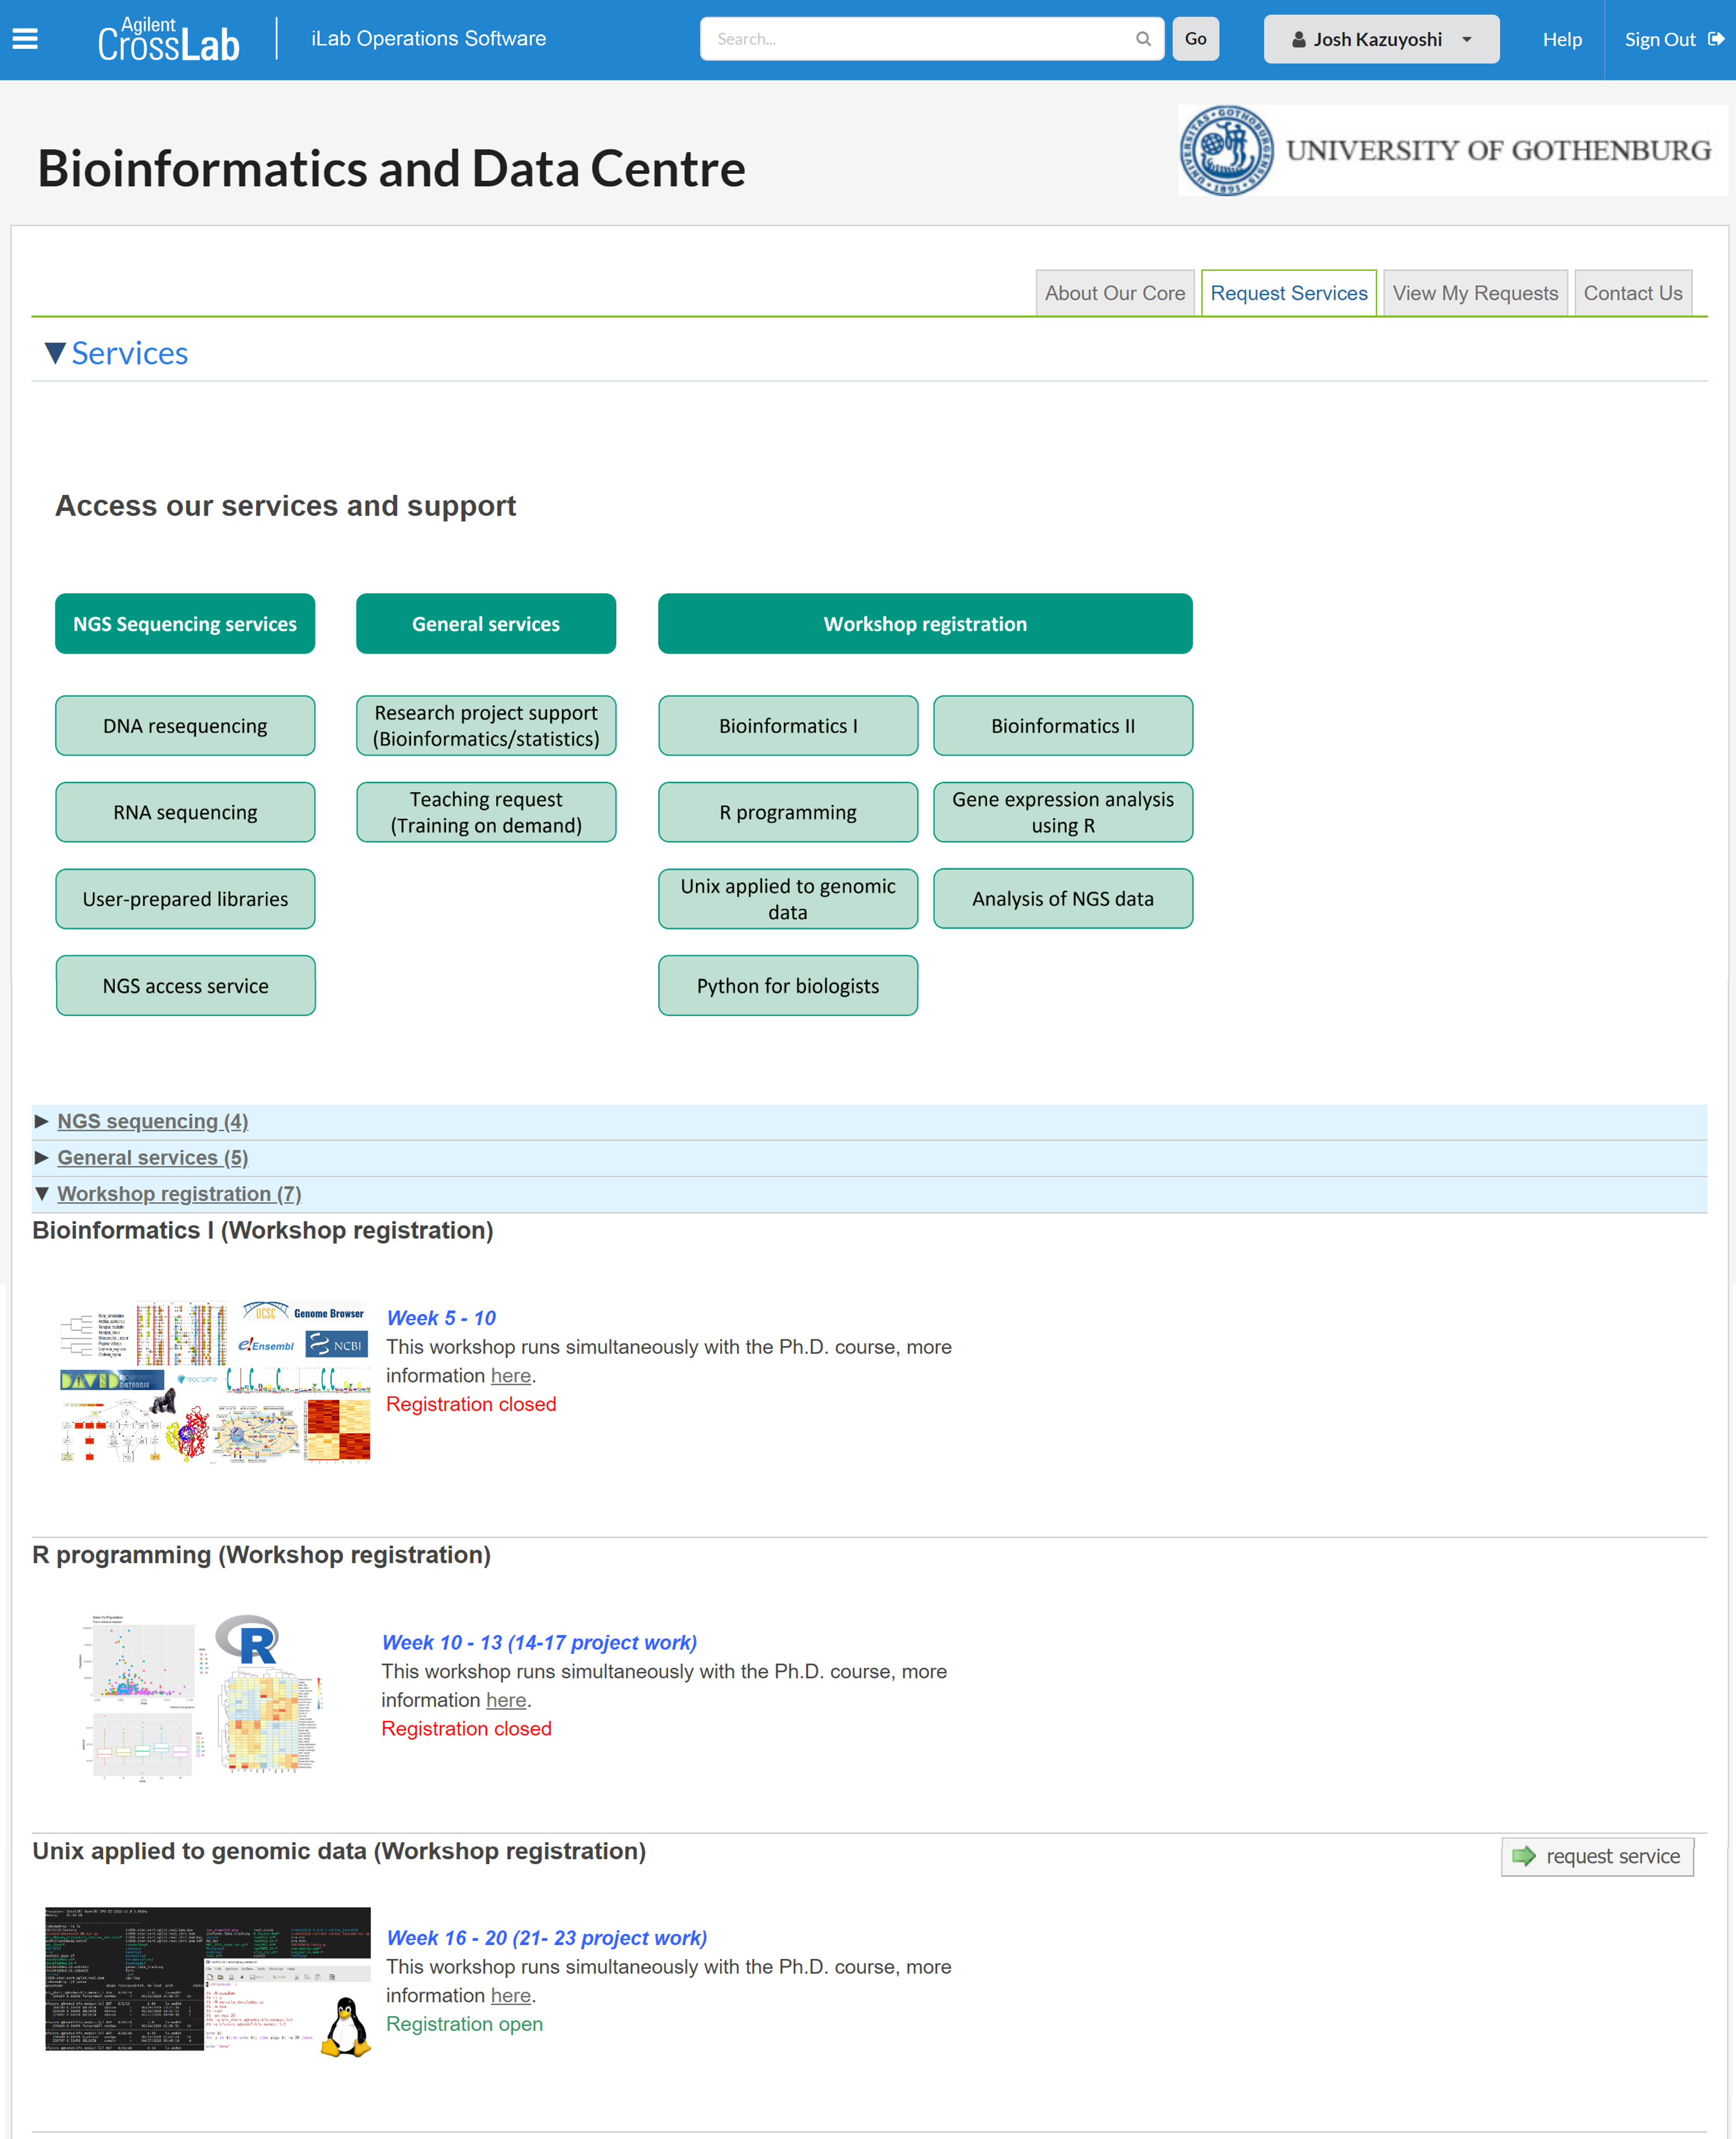 Agilent
CrossLab
iLab Operations Software
Search...
Go
Josh Kazuyoshi
Help
Sign Out
Bioinformatics and Data Centre
UNIVERSITY OF GOTHENBURG
About Our Core
Request Services
View My Requests
Contact Us
Services
Access our services and support
NGS Sequencing services
General services
Workshop registration
DNA resequencing
Research project support
(Bioinformatics/statistics)
Bioinformatics I
Bioinformatics II
RNA sequencing
Teaching request
(Training on demand)
R programming
Gene expression analysis
using R
User-prepared libraries
Unix applied to genomic
data
Analysis of NGS data
NGS access service
Python for biologists
NGS sequencing (4)
General services (5)
Workshop registration (7)
Bioinformatics I (Workshop registration)
UCSC Genome Browser
e!Ensembl
NCBI
DAVID
DATABASE
reactome
Week 5 - 10
This workshop runs simultaneously with the Ph.D. course, more
information here.
Registration closed
R programming (Workshop registration)
R
Week 10 - 13 (14-17 project work)
This workshop runs simultaneously with the Ph.D. course, more
information here.
Registration closed
Unix applied to genomic data (Workshop registration)
request service
Week 16 - 20 (21- 23 project work)
This workshop runs simultaneously with the Ph.D. course, more
information here.
Registration open